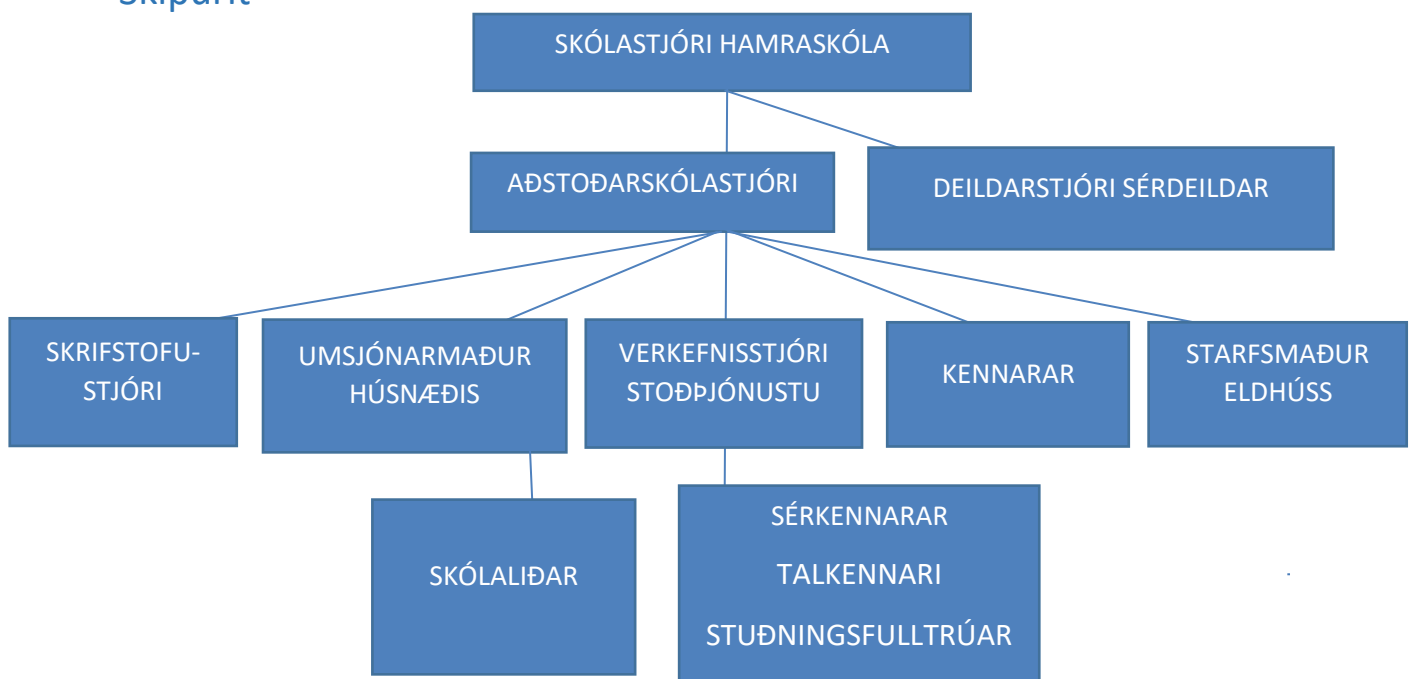 Skipurit
SKÓLASTJÓRI HAMRASKÓLA
AÐSTOÐARSKÓLASTJÓRI
DEILDARSTJÓRI SÉRDEILDAR
SKRIFSTOFU-
STJÓRI
UMSJÓNARMAÐUR
HÚSNÆÐIS
VERKEFNISSTJÓRI
STOÐÞJÓNUSTU
KENNARAR
STARFSMAÐUR
ELDHÚSS
SKÓLALIÐAR
SÉRKENNARAR
TALKENNARI
STUÐNINGSFULLTRÚAR